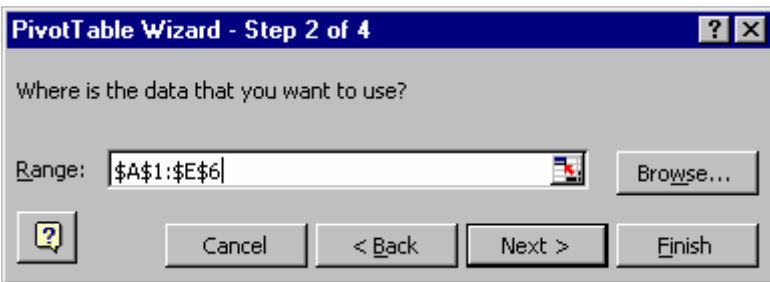 PivotTable Wizard - Step 2 of 4
Where is the data that you want to use?
Range: $A$1:$E$6 Browse...
Cancel < Back Next > Finish